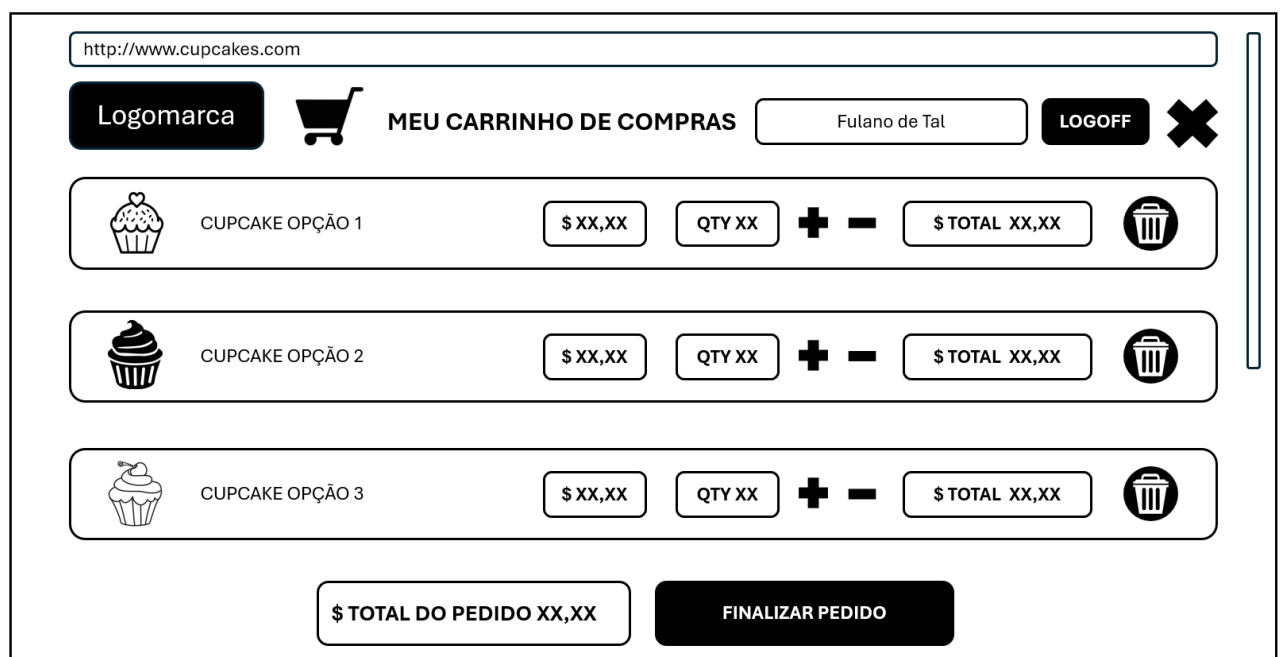 http://www.cupcakes.com
Logomarca
MEU CARRINHO DE COMPRAS
Fulano de Tal
LOGOFF
CUPCAKE OPÇÃO 1
$ XX,XX
QTY XX
$ TOTAL XX,XX
CUPCAKE OPÇÃO 2
$ XX,XX
QTY XX
$ TOTAL XX,XX
CUPCAKE OPÇÃO 3
$ XX,XX
QTY XX
$ TOTAL XX,XX
$ TOTAL DO PEDIDO XX,XX
FINALIZAR PEDIDO